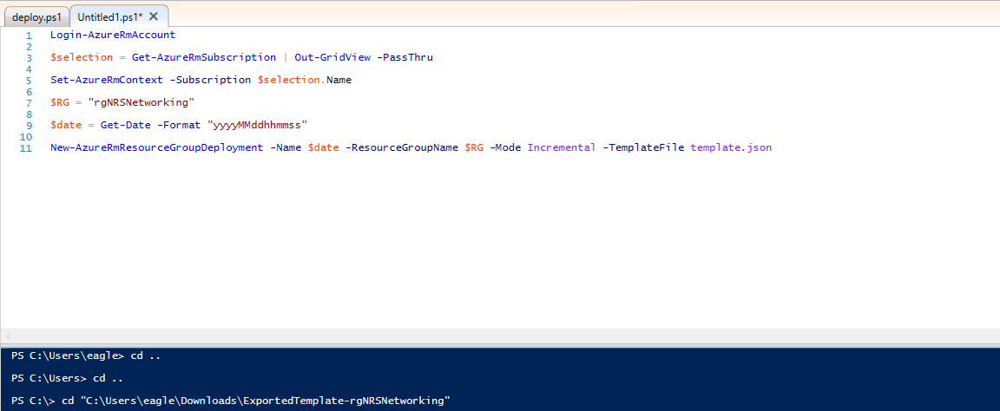 deploy.ps1 Untitled1.ps1* X
1 Login-AzureRmAccount
2
3 $selection = Get-AzureRmSubscription | Out-GridView -PassThru
4
5 Set-AzureRmContext -Subscription $selection.Name
6
7 $RG = "rgNRSNetworking"
8
9 $date = Get-Date -Format "yyyyMMddhhmmss"
10
11 New-AzureRmResourceGroupDeployment -Name $date -ResourceGroupName $RG -Mode Incremental -TemplateFile template.json
PS C:\Users\eagle> cd ..
PS C:\Users> cd ..
PS C:\> cd "C:\Users\eagle\Downloads\ExportedTemplate-rgNRSNetworking"